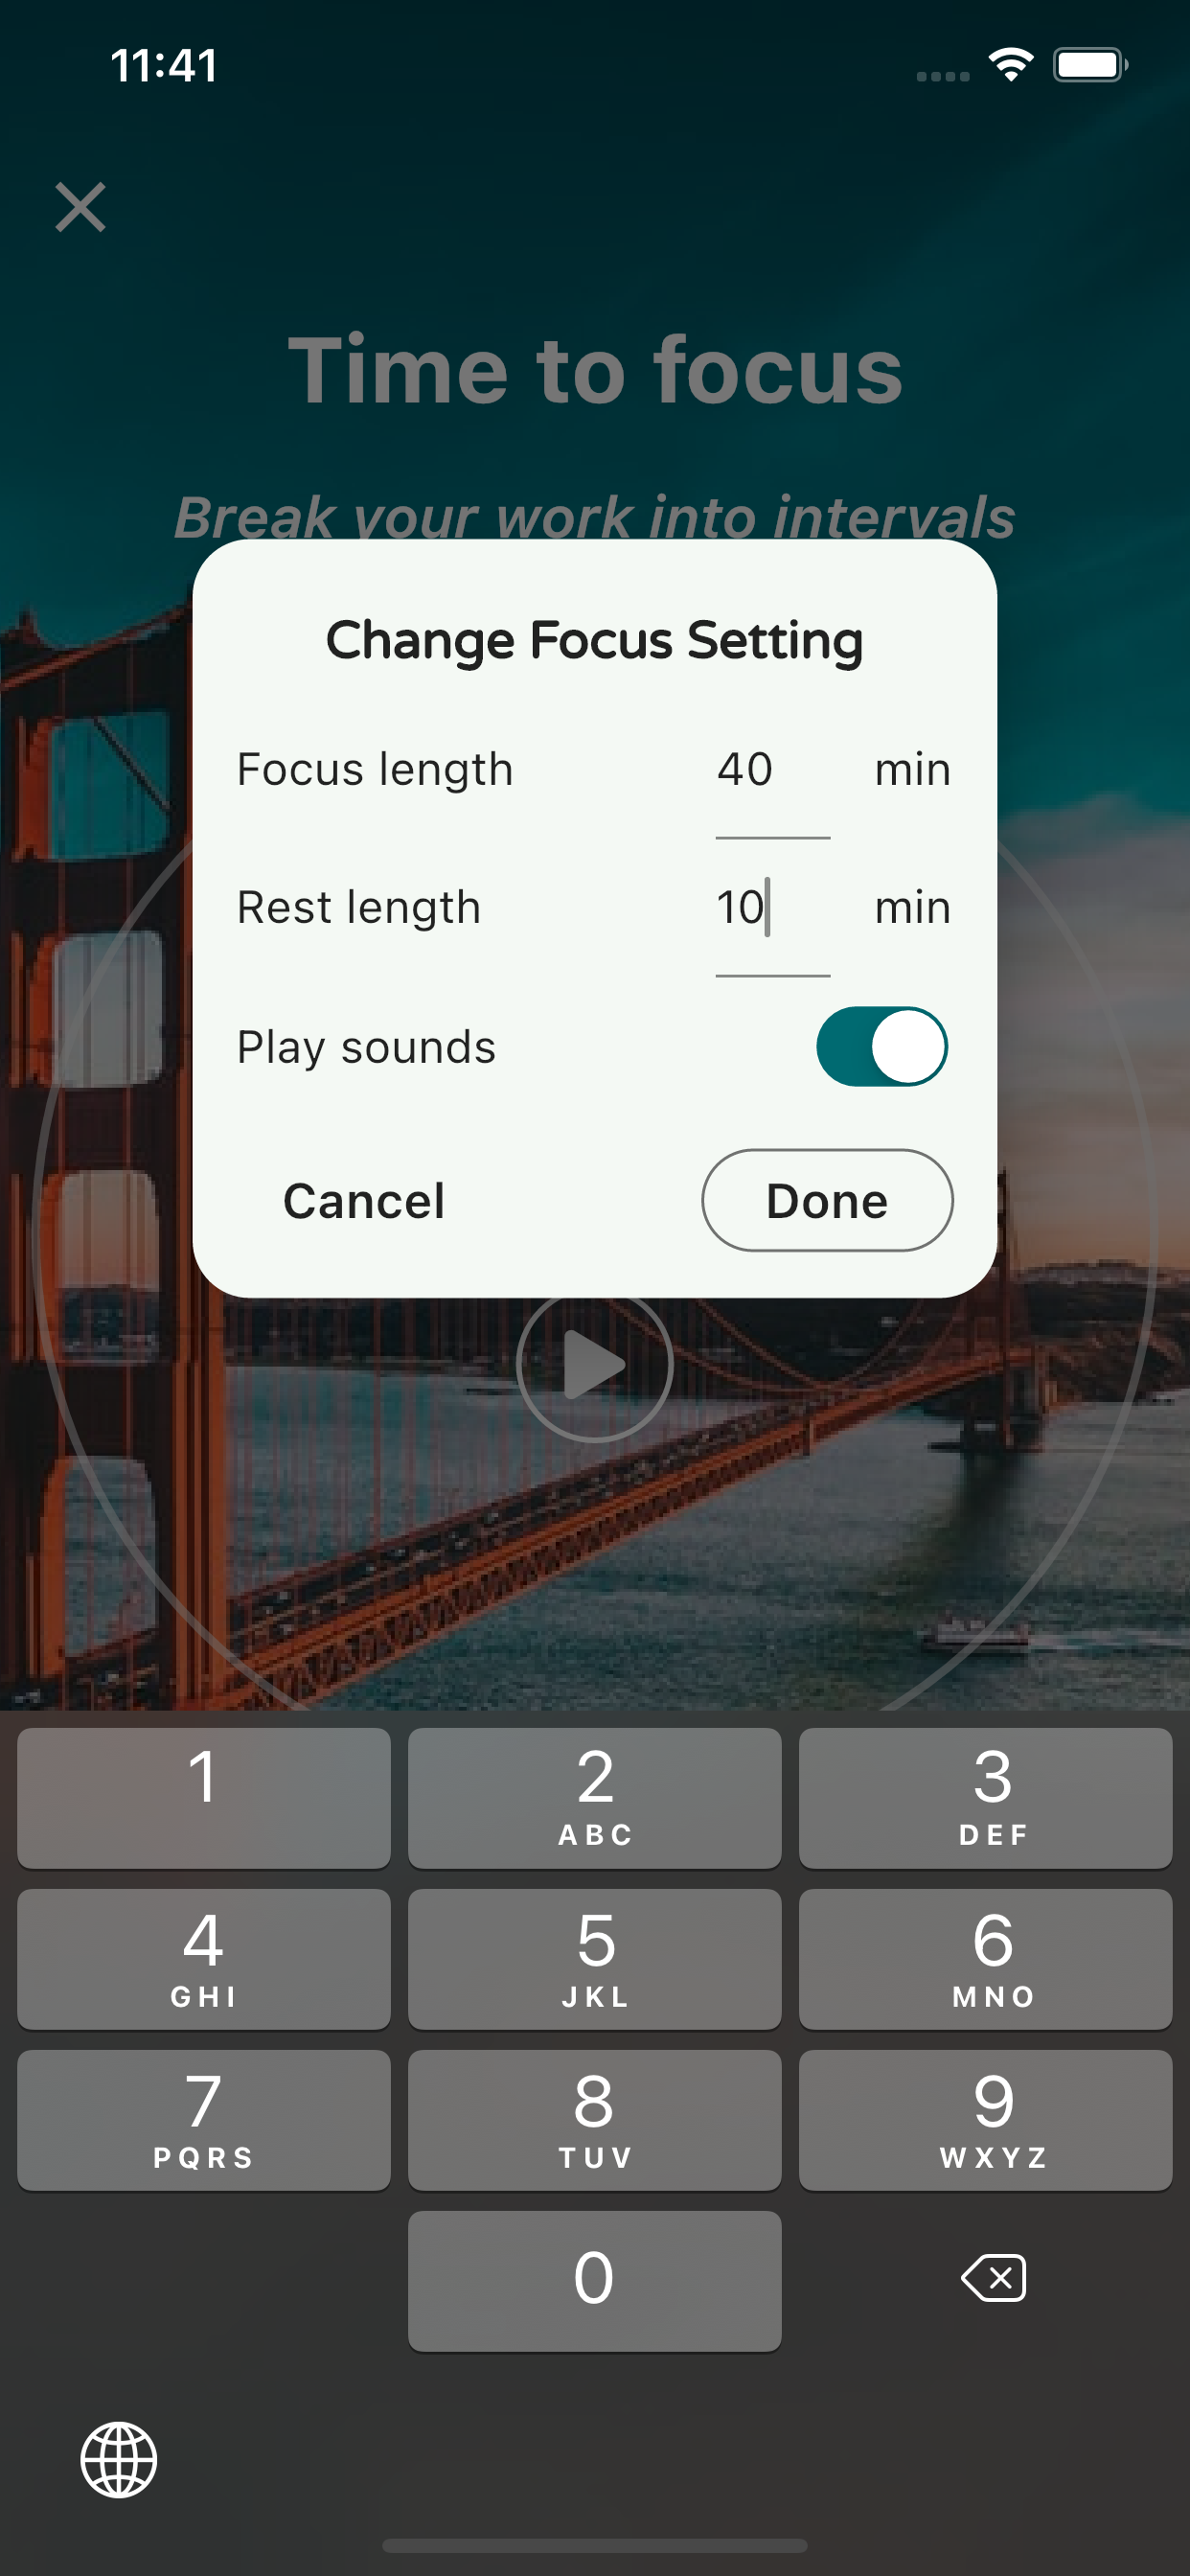 11:41
Time to focus
Break your work into intervals
Change Focus Setting
Focus length 40 min
Rest length 10 min
Play sounds
Cancel Done
1 2 3
ABC DEF
4 5 6
GHI JKL MNO
7 8 9
PQRS TUV WXYZ
0